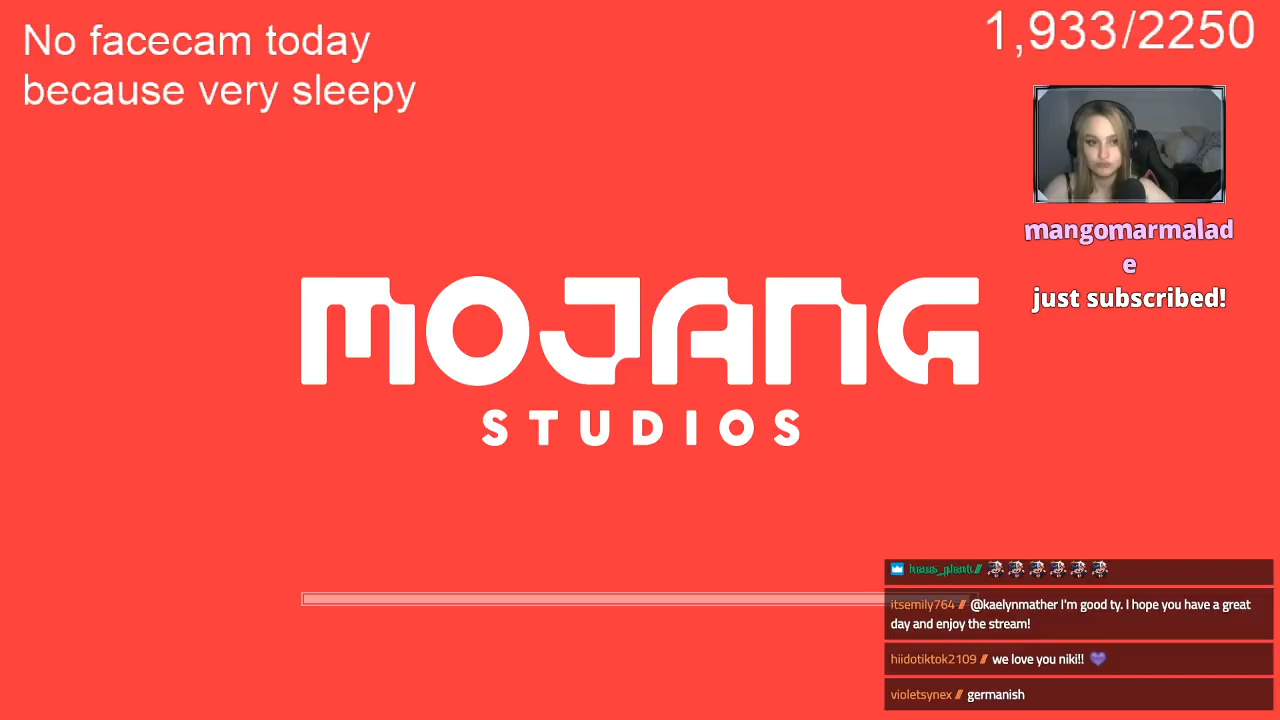 No facecam today
because very sleepy
1,933/2250
mangomarmalad
e
just subscribed!
MOJANG
STUDIOS
itsemily764 // @kaelynmather I'm good ty. I hope you have a great
day and enjoy the stream!
hiidotiktok2109 // we love you niki!!
violetsynex // germanish